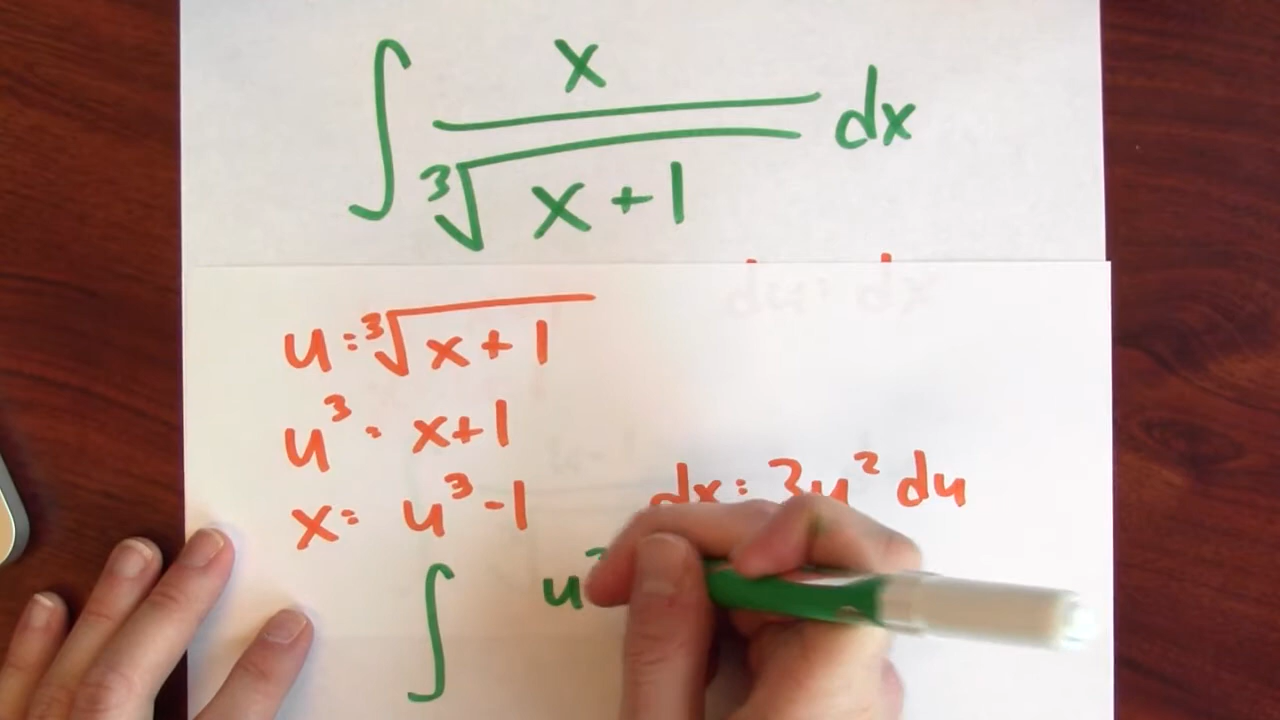 ∫ x / ∛(x+1) dx
u = ∛(x+1)
u³ = x+1
x = u³-1 dx = 3u² du
∫ u